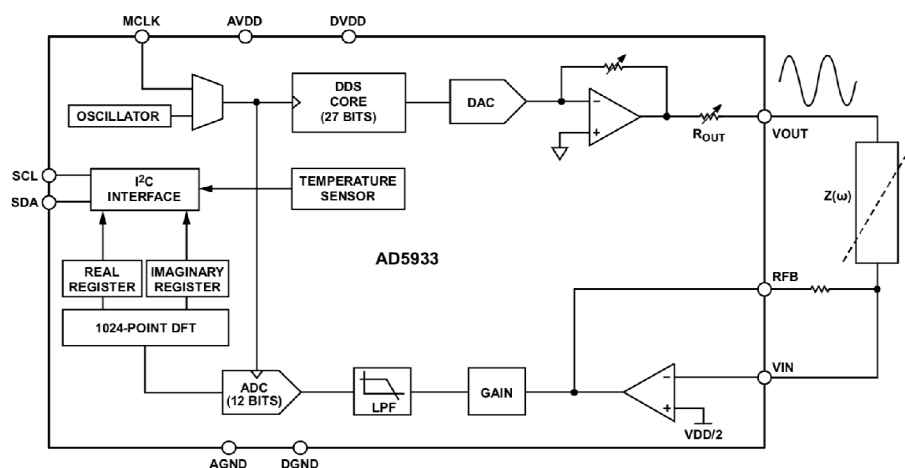 MCLK
AVDD
DVDD
OSCILLATOR
DDS
CORE
(27 BITS)
DAC
ROUT
VOUT
SCL
SDA
I2C
INTERFACE
TEMPERATURE
SENSOR
Z(ω)
AD5933
REAL
REGISTER
IMAGINARY
REGISTER
RFB
1024-POINT DFT
ADC
(12 BITS)
LPF
GAIN
VIN
VDD/2
AGND
DGND